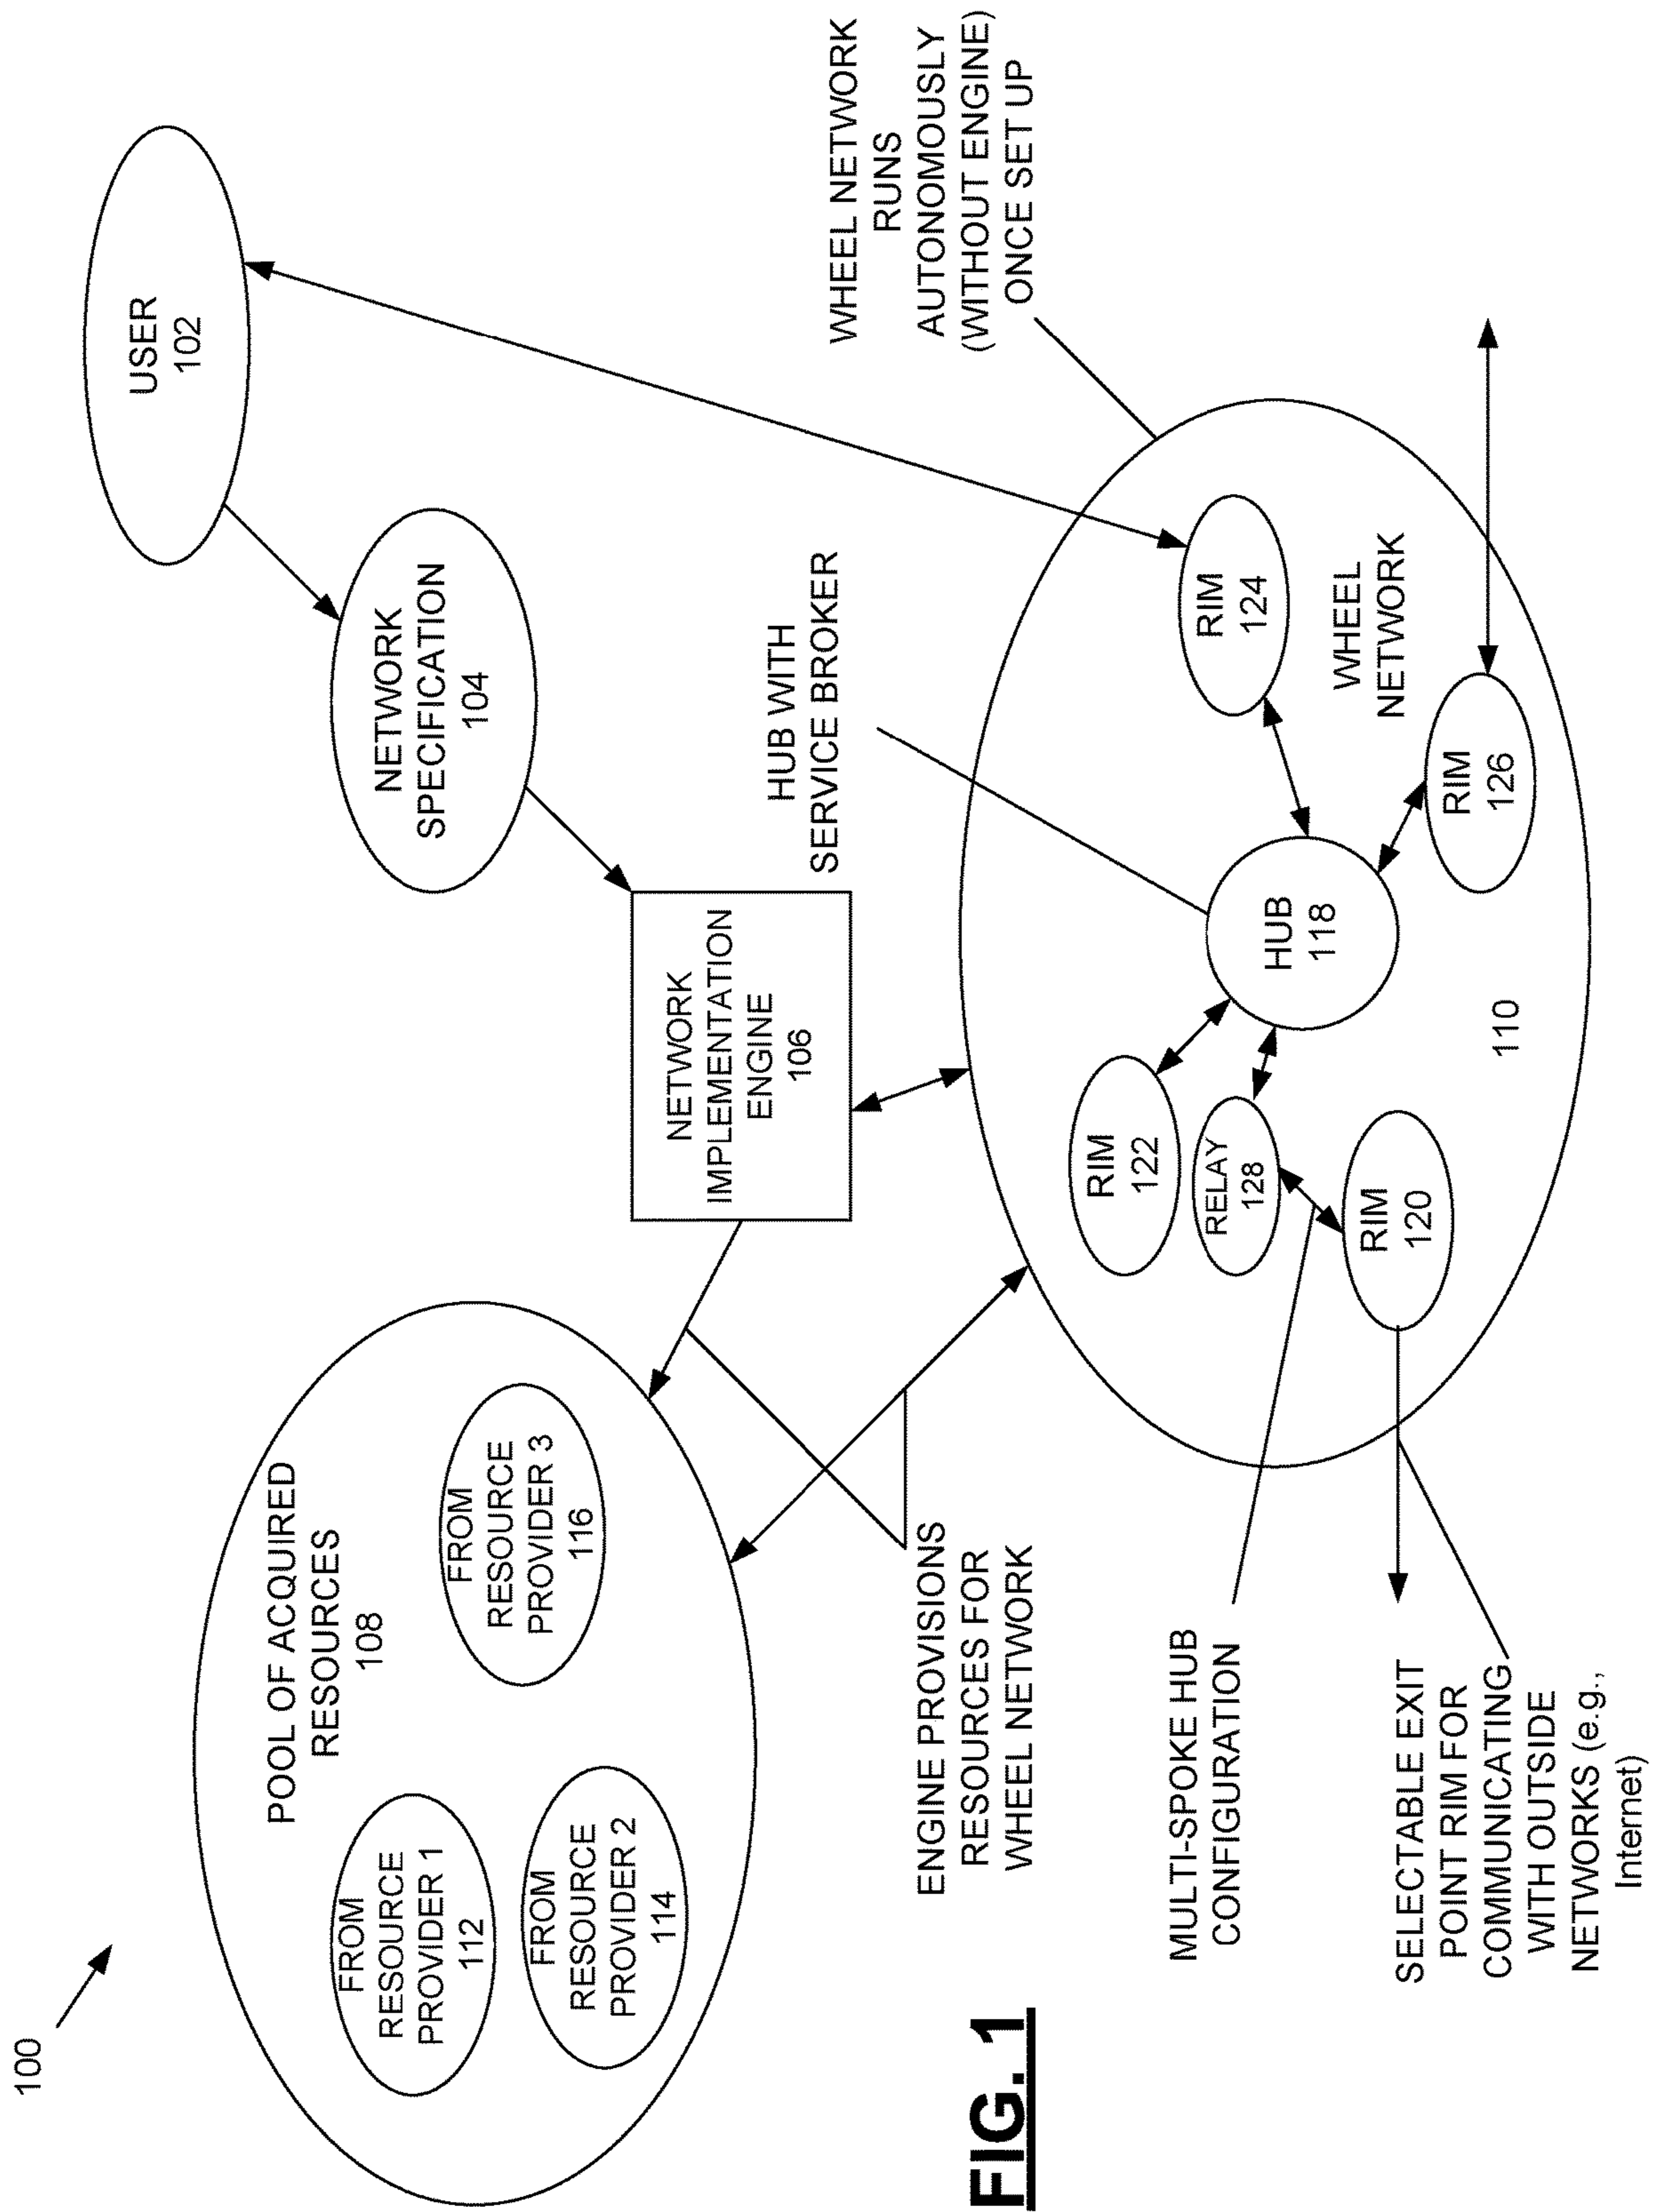 100
POOL OF ACQUIRED
RESOURCES
108
FROM
RESOURCE
PROVIDER 1
112
FROM
RESOURCE
PROVIDER 2
114
FROM
RESOURCE
PROVIDER 3
116
USER
102
NETWORK
SPECIFICATION
104
NETWORK
IMPLEMENTATION
ENGINE
106
ENGINE PROVISIONS
RESOURCES FOR
WHEEL NETWORK
HUB WITH
SERVICE BROKER
WHEEL NETWORK
RUNS
AUTONOMOUSLY
(WITHOUT ENGINE)
ONCE SET UP
RIM
122
RELAY
128
RIM
120
HUB
118
RIM
124
WHEEL
NETWORK
RIM
126
110
MULTI-SPOKE HUB
CONFIGURATION
SELECTABLE EXIT
POINT RIM FOR
COMMUNICATING
WITH OUTSIDE
NETWORKS (e.g.,
Internet)
FIG. 1